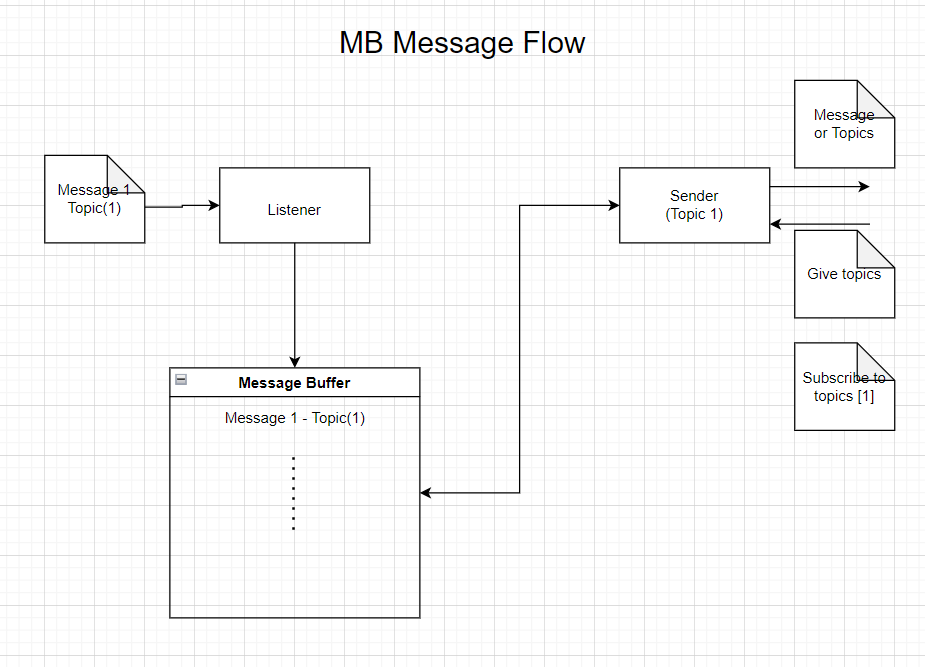 MB Message Flow
Message 1
Topic(1)
Listener
Sender
(Topic 1)
Message
or Topics
Give topics
Subscribe to
topics [1]
Message Buffer
Message 1 - Topic(1)